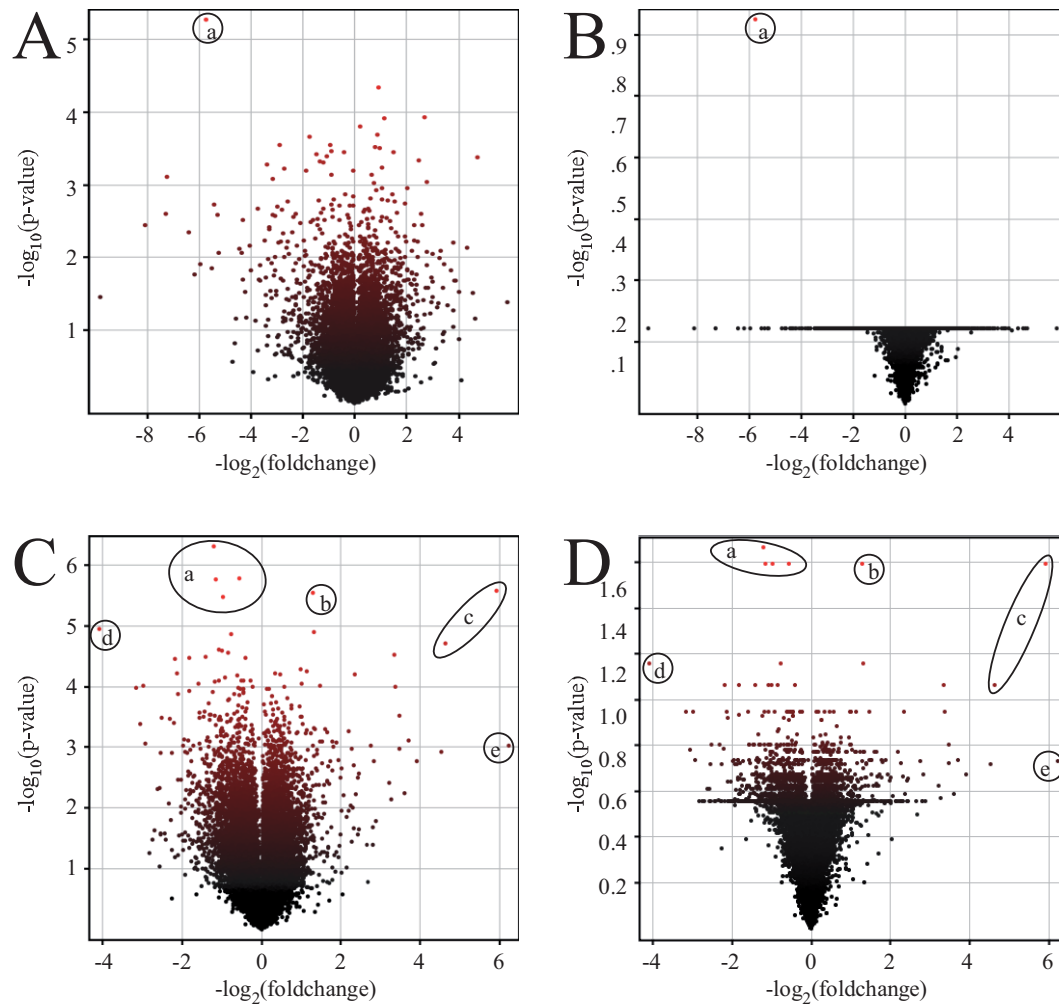 A
a
5
4
3
2
1
-log10(p-value)
-8 -6 -4 -2 0 2 4
-log2(foldchange)
B
a
.9
.8
.7
.6
.5
.4
.3
.2
.1
-log10(p-value)
-8 -6 -4 -2 0 2 4
-log2(foldchange)
C
a
b
c
d
e
6
5
4
3
2
1
-log10(p-value)
-4 -2 0 2 4 6
-log2(foldchange)
D
a
b
c
d
e
1.6
1.4
1.2
1.0
0.8
0.6
0.4
0.2
-log10(p-value)
-4 -2 0 2 4 6
-log2(foldchange)